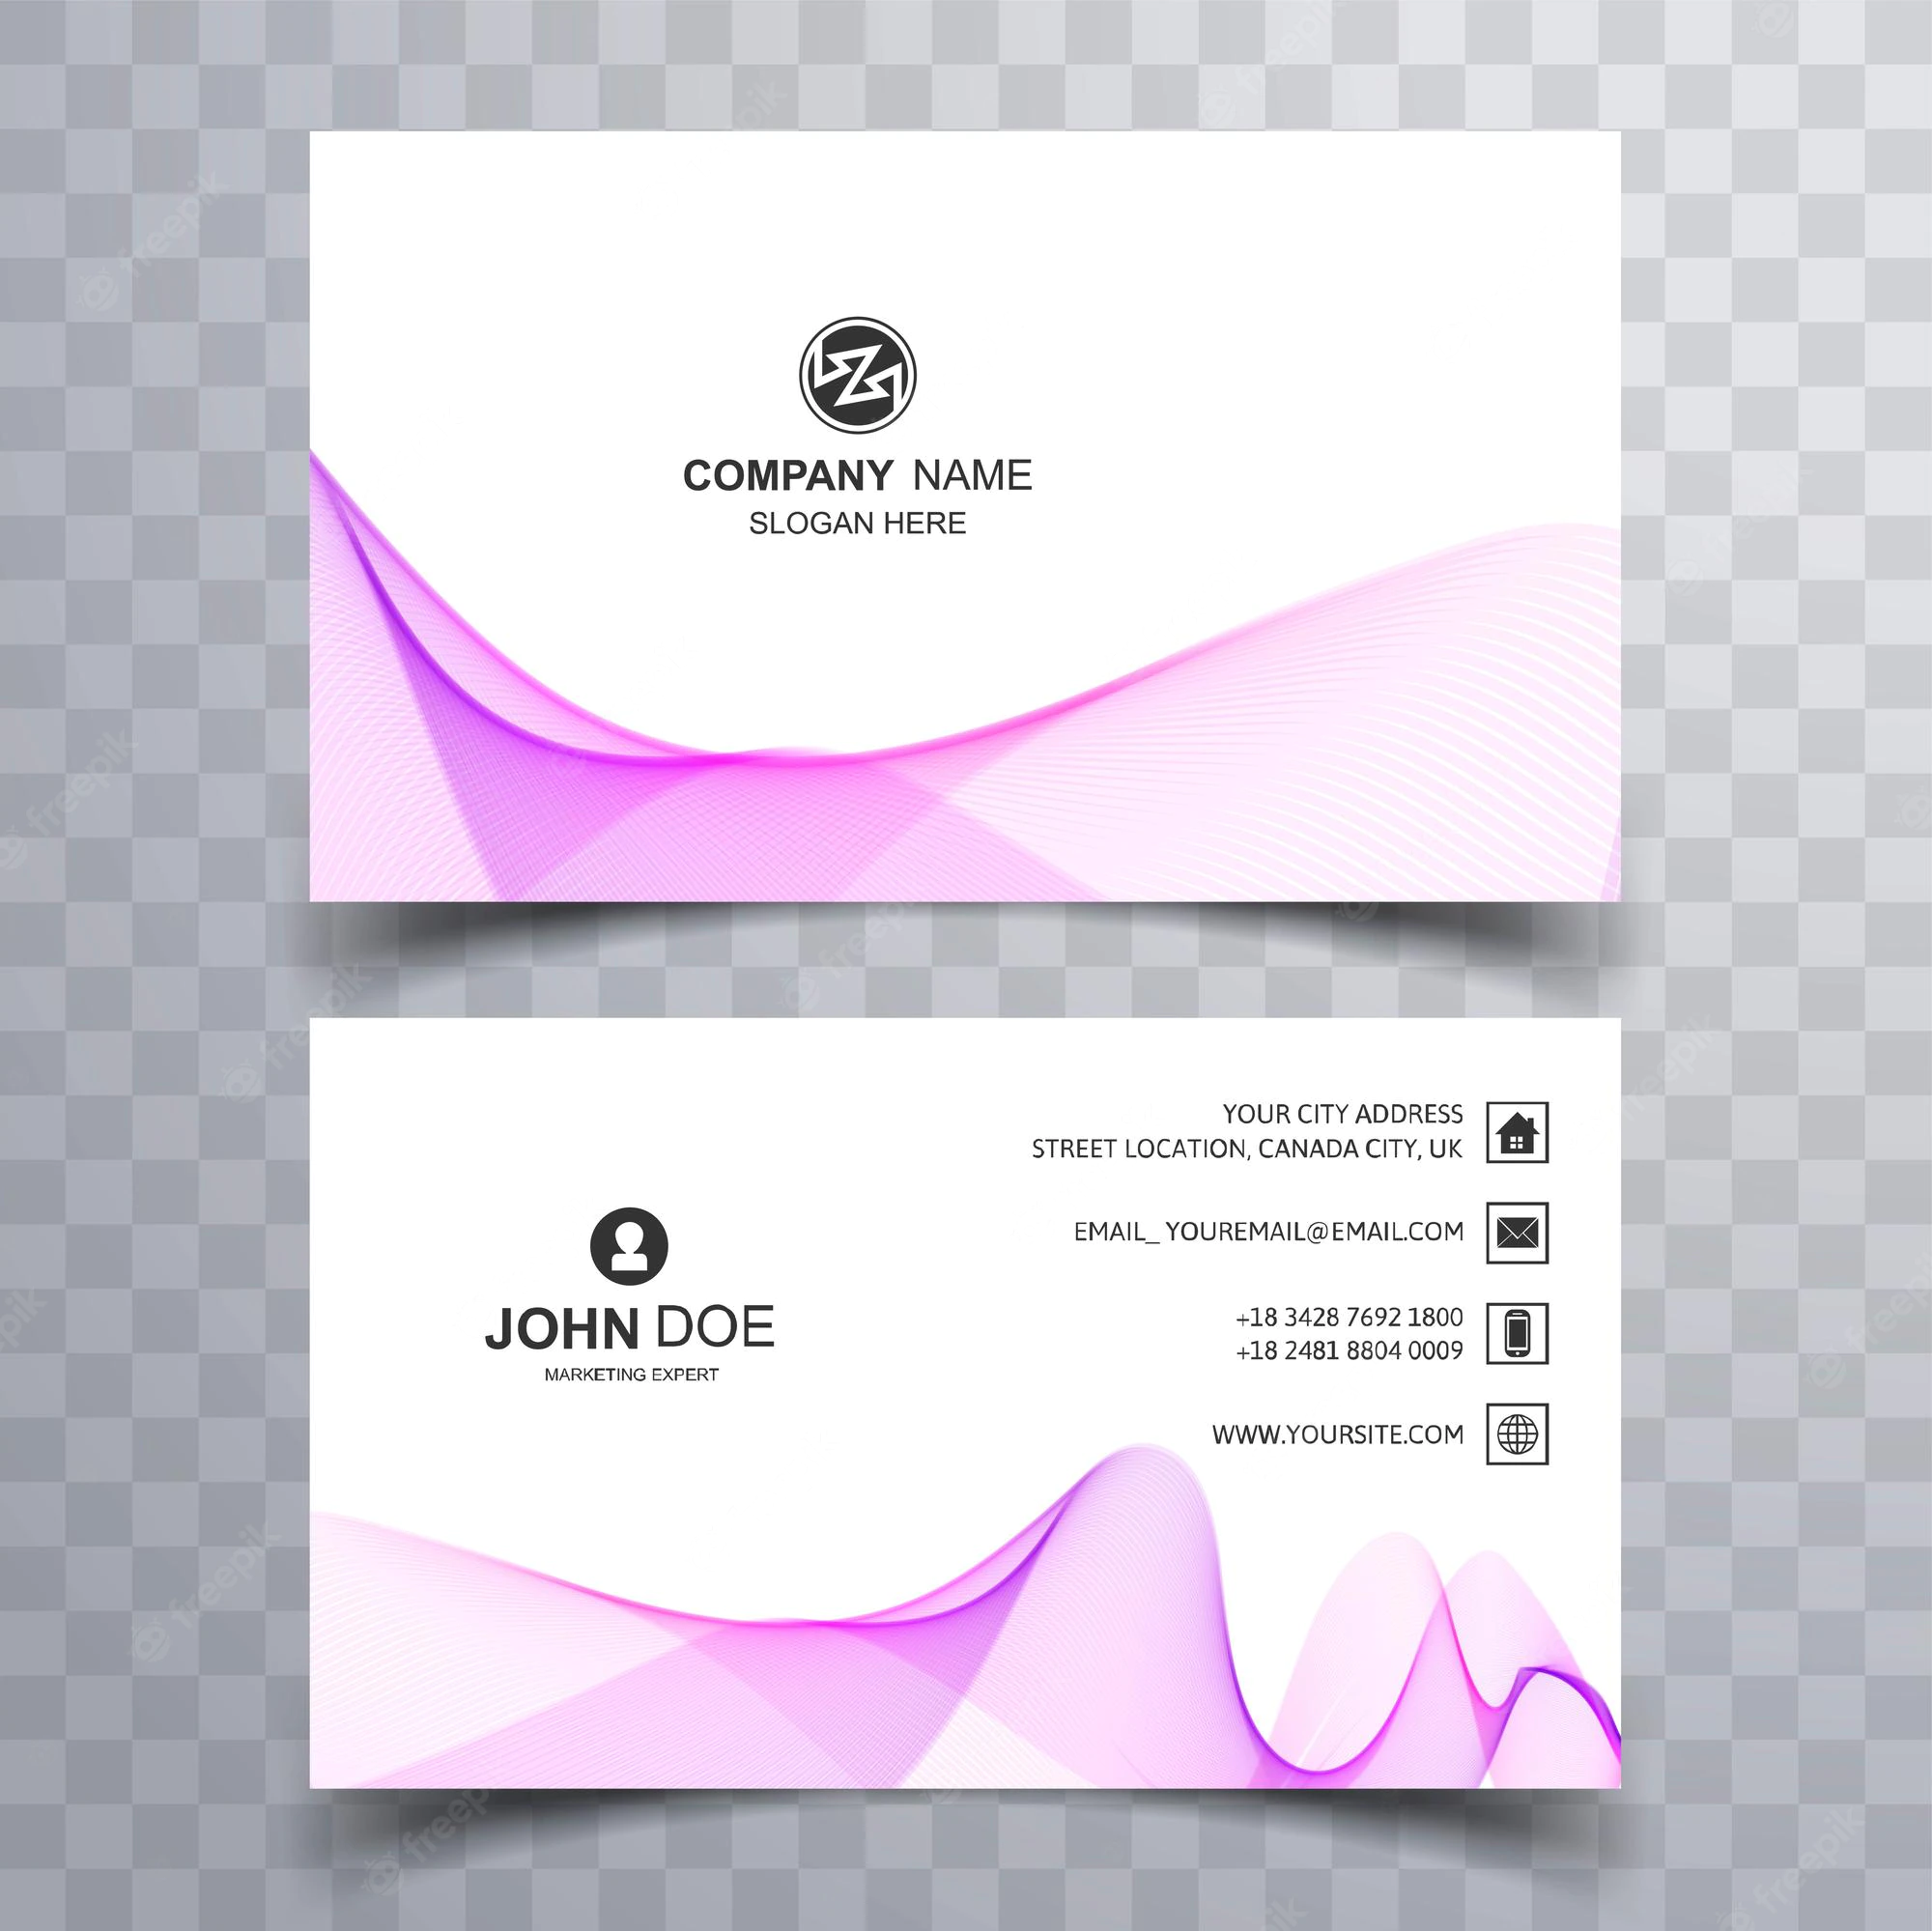 COMPANY NAME
SLOGAN HERE
YOUR CITY ADDRESS
STREET LOCATION, CANADA CITY, UK
EMAIL_ YOUREMAIL@EMAIL.COM
JOHN DOE
MARKETING EXPERT
+18 3428 7692 1800
+18 2481 8804 0009
WWW.YOURSITE.COM
freepik